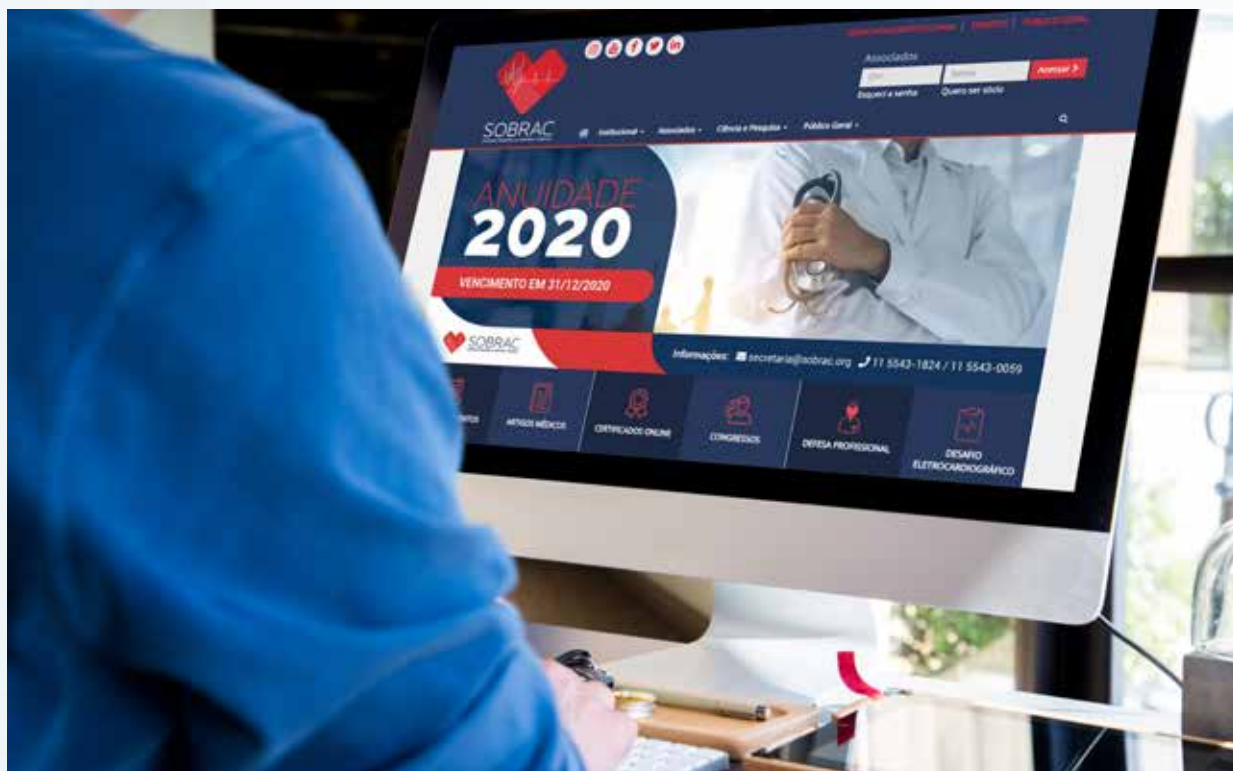 Associados
Acessar >
Esqueci a senha Quero ser sócio
SOBRAC
Institucional Associados Ciência e Pesquisa Público Geral
ANUIDADE
2020
VENCIMENTO EM 31/12/2020
SOBRAC
Informações: secretaria@sobrac.org 11 5543-1824 / 11 5543-0059
ARTIGOS MÉDICOS
CERTIFICADOS ONLINE
CONGRESSOS
DEFESA PROFISSIONAL
DESAFIO
ELETROCARDIOGRÁFICO